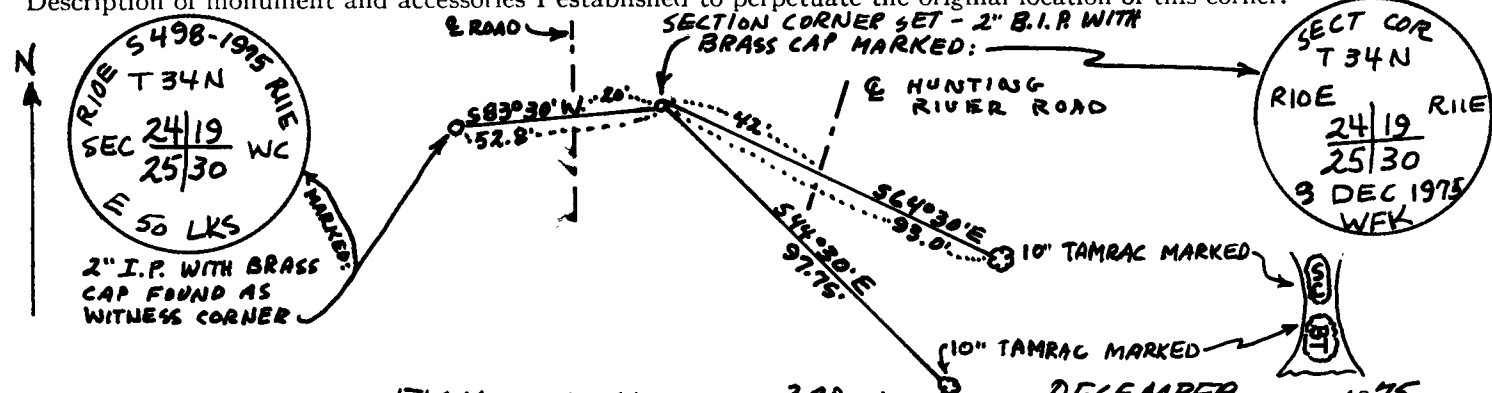 Description of monument and accessories I established to perpetuate the original location of this corner.
N
S 498-1975
R10E R11E
T 34 N
SEC 24 19 WC
25 30
E 50 LKS
MARKED:
2" I.P. WITH BRASS
CAP FOUND AS
WITNESS CORNER
℄ ROAD
SECTION CORNER SET - 2" B.I.P. WITH
BRASS CAP MARKED:
℄ HUNTING
RIVER ROAD
S83°30'W
20'
52.8'
42'
S64°30'E
93.0'
S44°30'E
97.75'
10" TAMRAC MARKED
10" TAMRAC MARKED
SECT COR
T 34 N
R10E R11E
24 19
25 30
3 DEC 1975
WFK
BT
DECEMBER 1975